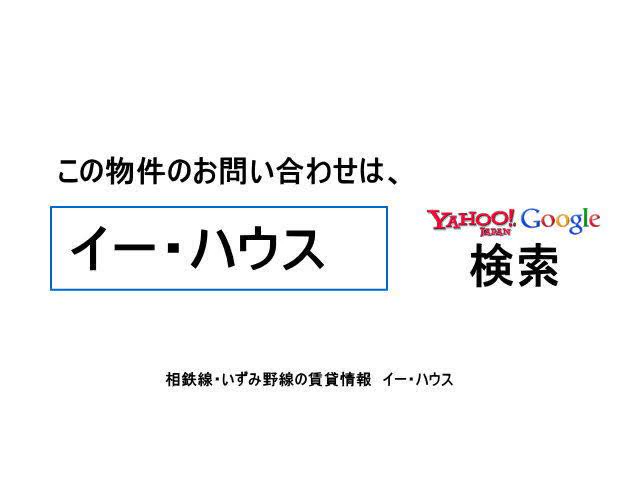 この物件のお問い合わせは、
イー・ハウス
YAHOO! JAPAN Google
検索
相鉄線・いずみ野線の賃貸情報 イー・ハウス